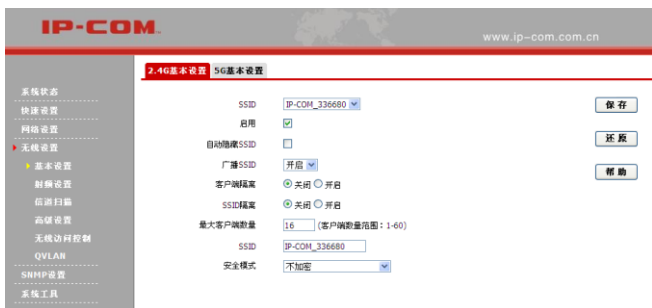 IP-COM
www.ip-com.com.cn
2.4G基本设置 5G基本设置
系统状态
快速设置
网络设置
无线设置
基本设置
射频设置
信道扫描
高级设置
无线访问控制
QVLAN
SNMP设置
系统工具
SSID IP-COM_336680
启用
自动隐藏SSID
广播SSID 开启
客户端隔离 关闭 开启
SSID隔离 关闭 开启
最大客户端数量 16 (客户端数量范围：1-60)
SSID IP-COM_336680
安全模式 不加密
保存
还原
帮助